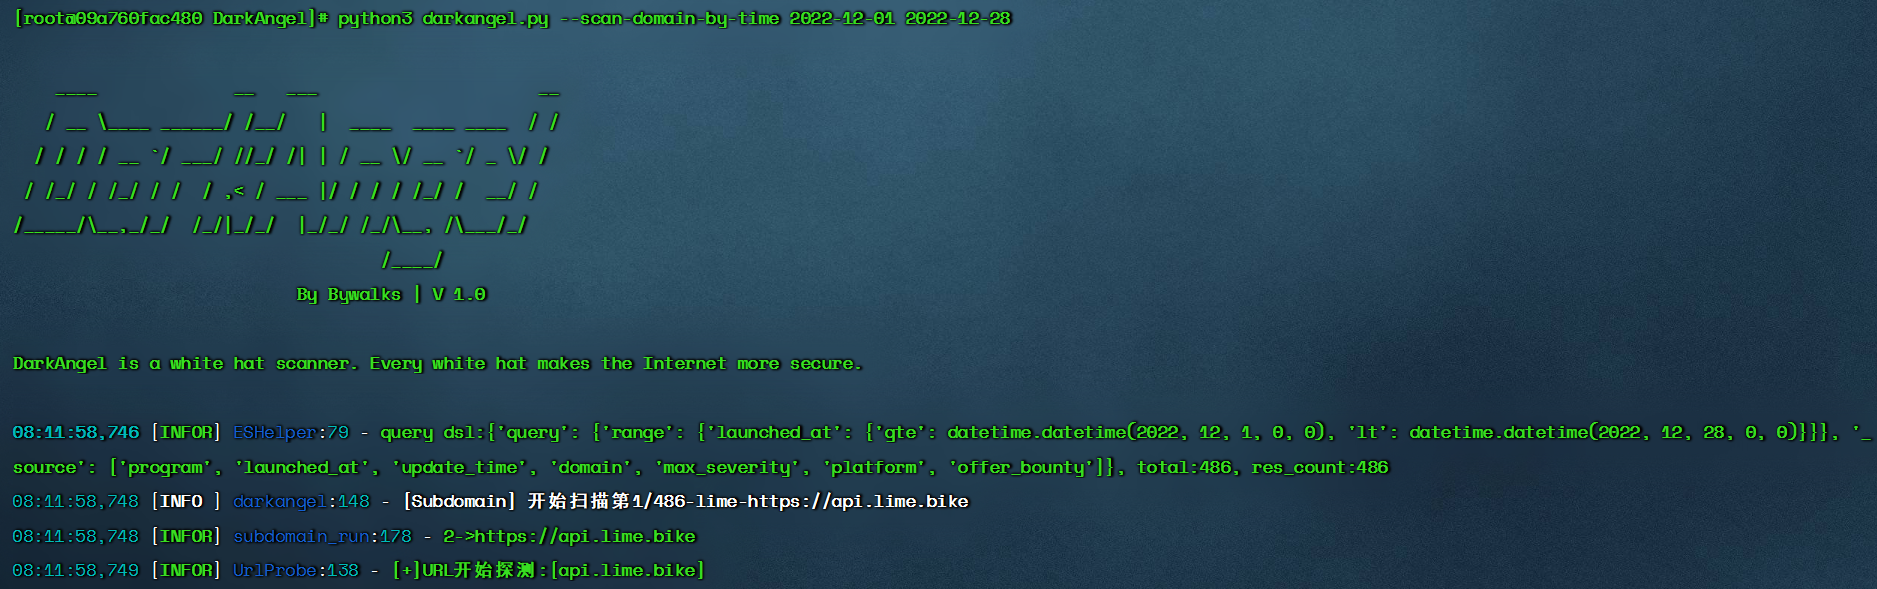 [root@09a760fac480 DarkAngel]# python3 darkangel.py --scan-domain-by-time 2022-12-01 2022-12-28
    ____             __   ___                     __
   / __ \____ ______/ /__/   |  ____  ____ ____  / /
  / / / / __ `/ ___/ //_/ /| | / __ \/ __ `/ _ \/ /
 / /_/ / /_/ / /  / ,< / ___ |/ / / / /_/ /  __/ /
/_____/\__,_/_/  /_/|_/_/  |_/_/ /_/\__, /\___/_/
                                   /____/
By Bywalks | V 1.0
DarkAngel is a white hat scanner. Every white hat makes the Internet more secure.
08:11:58,746 [INFOR] ESHelper:79 - query dsl:{'query': {'range': {'launched_at': {'gte': datetime.datetime(2022, 12, 1, 0, 0), 'lt': datetime.datetime(2022, 12, 28, 0, 0)}}}, '_
source': ['program', 'launched_at', 'update_time', 'domain', 'max_severity', 'platform', 'offer_bounty']}, total:486, res_count:486
08:11:58,748 [INFO ] darkangel:148 - [Subdomain] 开始扫描第1/486-lime-https://api.lime.bike
08:11:58,748 [INFOR] subdomain_run:178 - 2->https://api.lime.bike
08:11:58,749 [INFOR] UrlProbe:138 - [+]URL开始探测:[api.lime.bike]